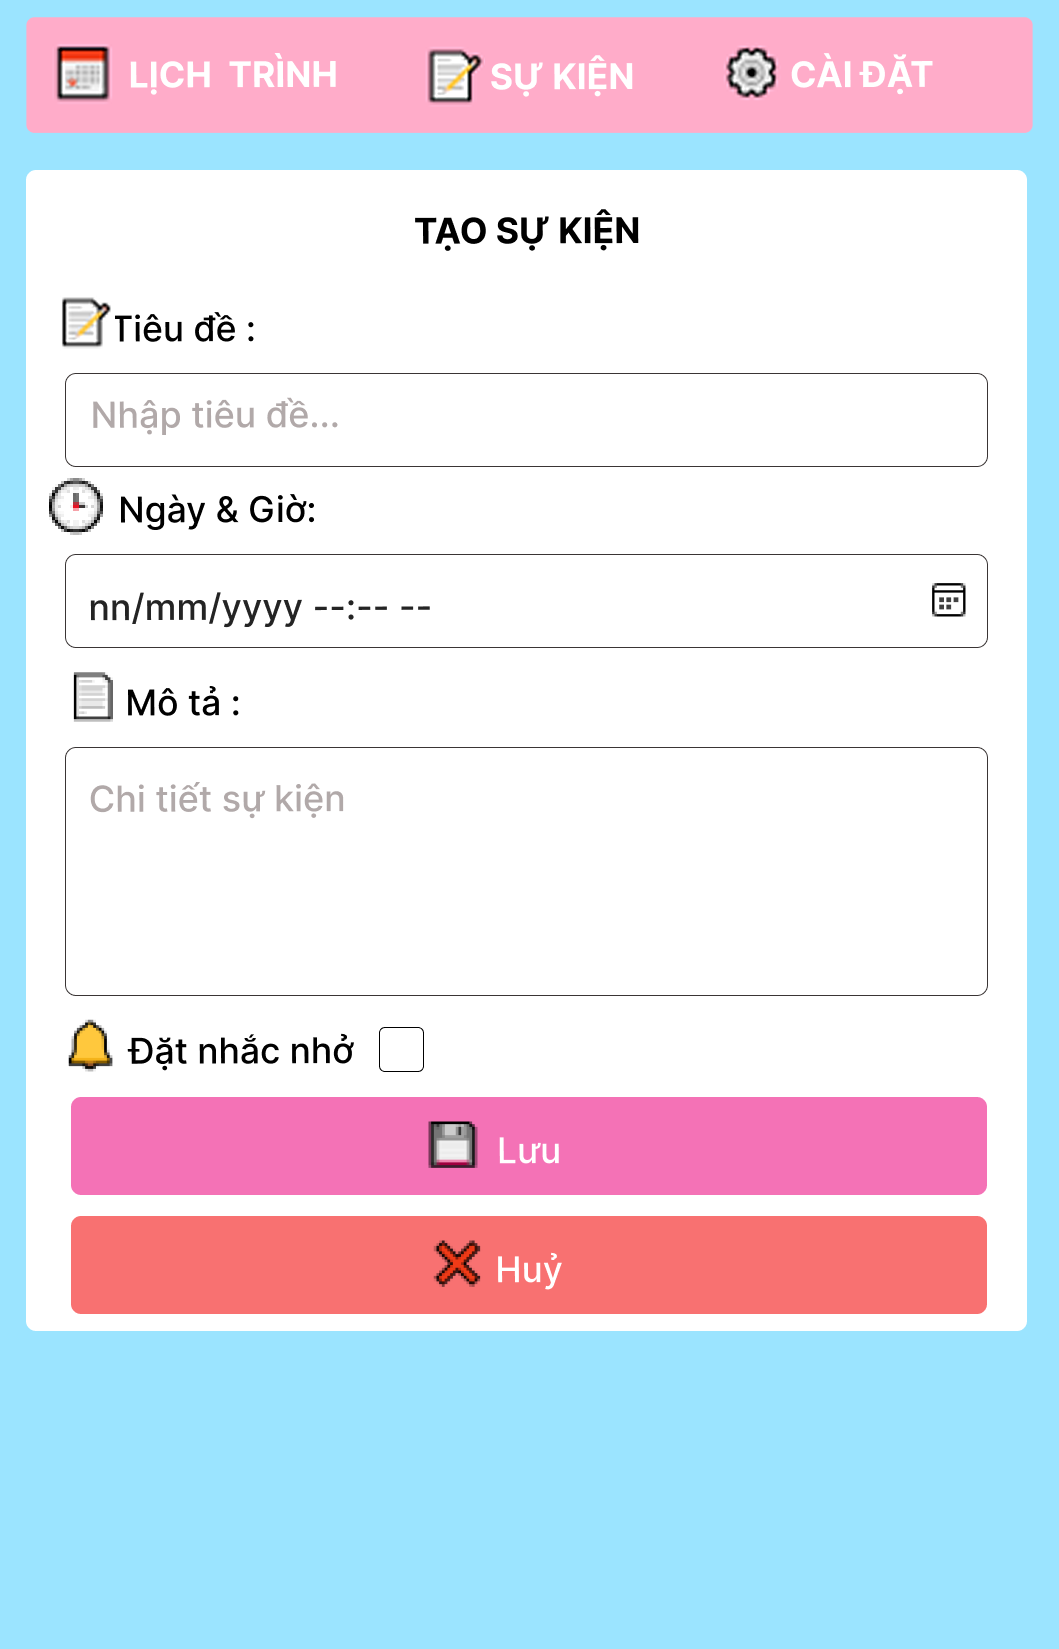 LỊCH TRÌNH SỰ KIỆN CÀI ĐẶT
TẠO SỰ KIỆN
Tiêu đề :
Nhập tiêu đề...
Ngày & Giờ:
nn/mm/yyyy --:-- --
Mô tả :
Chi tiết sự kiện
Đặt nhắc nhở
Lưu
Huỷ